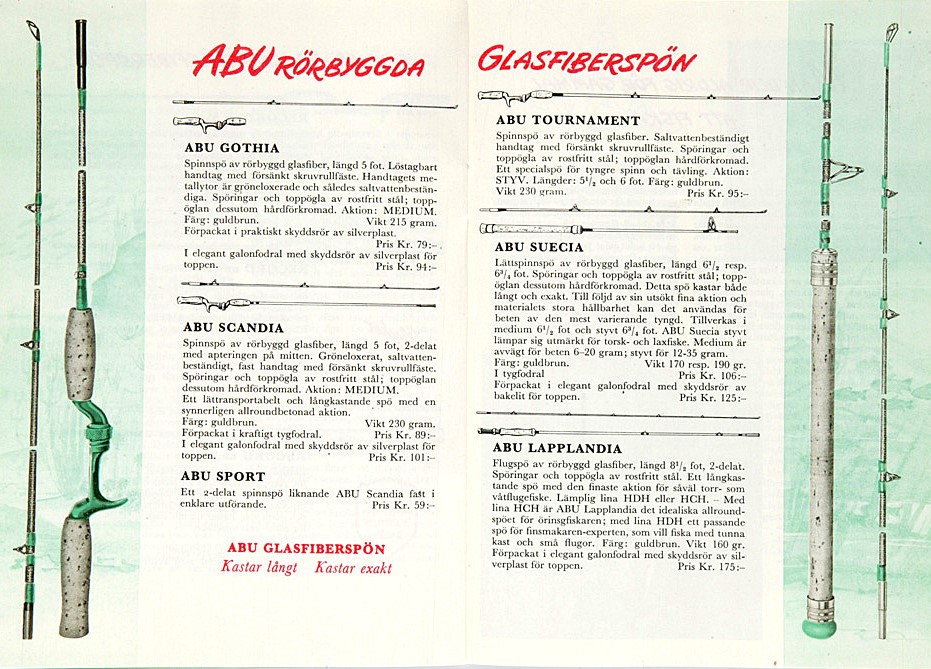 ABU RÖRBYGGDA
ABU GOTHIA
Spinnspö av rörbyggd glasfiber, längd 5 fot. Löstagbart
handtag med försänkt skruvrullfäste. Handtagets me-
tallytor är gröneloxerade och således saltvattenbestän-
diga. Spöringar och toppögla av rostfritt stål; topp-
öglan dessutom hårdförkromad. Aktion: MEDIUM.
Färg: guldbrun. Vikt 215 gram.
Förpackat i praktiskt skyddsrör av silverplast.
Pris Kr. 79:–.
I elegant galonfodral med skyddsrör av silverplast för
toppen. Pris Kr. 94:–
ABU SCANDIA
Spinnspö av rörbyggd glasfiber, längd 5 fot, 2-delat
med apteringen på mitten. Gröneloxerat, saltvatten-
beständigt, fast handtag med försänkt skruvrullfäste.
Spöringar och toppögla av rostfritt stål; toppöglan
dessutom hårdförkromad. Aktion: MEDIUM.
Ett lättransportabelt och långkastande spö med en
synnerligen allroundbetonad aktion.
Färg: guldbrun. Vikt 230 gram.
Förpackat i kraftigt tygfodral. Pris Kr. 89:–
I elegant galonfodral med skyddsrör av silverplast för
toppen. Pris Kr. 101:–
ABU SPORT
Ett 2-delat spinnspö liknande ABU Scandia fast i
enklare utförande. Pris Kr. 59:–
ABU GLASFIBERSPÖN
Kastar långt Kastar exakt
GLASFIBERSPÖN
ABU TOURNAMENT
Spinnspö av rörbyggd glasfiber. Saltvattenbeständigt
handtag med försänkt skruvrullfäste. Spöringar och
toppögla av rostfritt stål; toppöglan hårdförkromad.
Ett specialspö för tyngre spinn och tävling. Aktion:
STYV. Längder: 5¹/₂ och 6 fot. Färg: guldbrun.
Vikt 230 gram. Pris Kr. 95:–
ABU SUECIA
Lättspinnspö av rörbyggd glasfiber, längd 6¹/₂ resp.
6³/₄ fot. Spöringar och toppögla av rostfritt stål; topp-
öglan dessutom hårdförkromad. Detta spö kastar både
långt och exakt. Till följd av sin utsökt fina aktion och
materialets stora hållbarhet kan det användas för
beten av den mest varierande tyngd. Tillverkas i
medium 6¹/₂ fot och styvt 6³/₄ fot. ABU Suecia styvt
lämpar sig utmärkt för torsk- och laxfiske. Medium är
avvägt för beten 6–20 gram; styvt för 12-35 gram.
Färg: guldbrun. Vikt 170 resp. 190 gr.
I tygfodral Pris Kr. 106:–
Förpackat i elegant galonfodral med skyddsrör av
bakelit för toppen. Pris Kr. 125:–
ABU LAPPLANDIA
Flugspö av rörbyggd glasfiber, längd 8¹/₂ fot, 2-delat.
Spöringar och toppögla av rostfritt stål. Ett långkas-
tande spö med den finaste aktion för såväl torr- som
våtflugefiske. Lämplig lina HDH eller HCH. – Med
lina HCH är ABU Lapplandia det idealiska allround-
spöet för öringsfiskaren; med lina HDH ett passande
spö för finsmakaren-experten, som vill fiska med tunna
kast och små flugor. Färg: guldbrun. Vikt 160 gr.
Förpackat i elegant galonfodral med skyddsrör av sil-
verplast för toppen. Pris Kr. 175:–